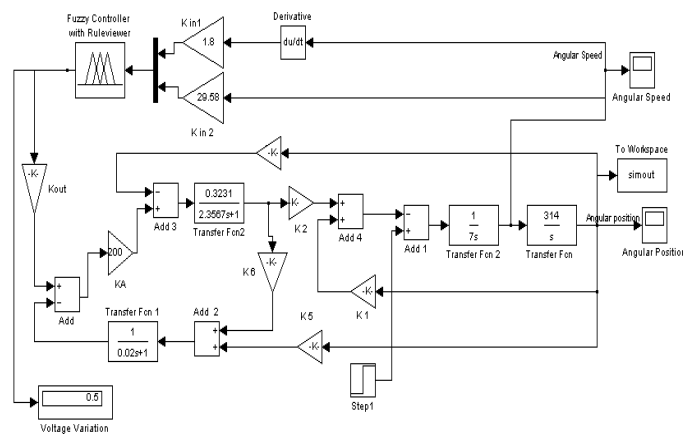 Fuzzy Controller
with Ruleviewer
K in1
1.8
Derivative
du/dt
Angular Speed
Angular Speed
29.58
K in 2
-K-
To Workspace
simout
-K-
Kout
0.3231
2.3567s+1
Add 3
Transfer Fcn2
K-
K2
Add 4
Add 1
1
7s
Transfer Fcn 2
314
s
Transfer Fcn
Angular position
Angular Position
200
KA
-K-
K6
Add
-K-
K1
Transfer Fcn 1
1
0.02s+1
Add 2
K5
-K-
Step1
0.5
Voltage Variation